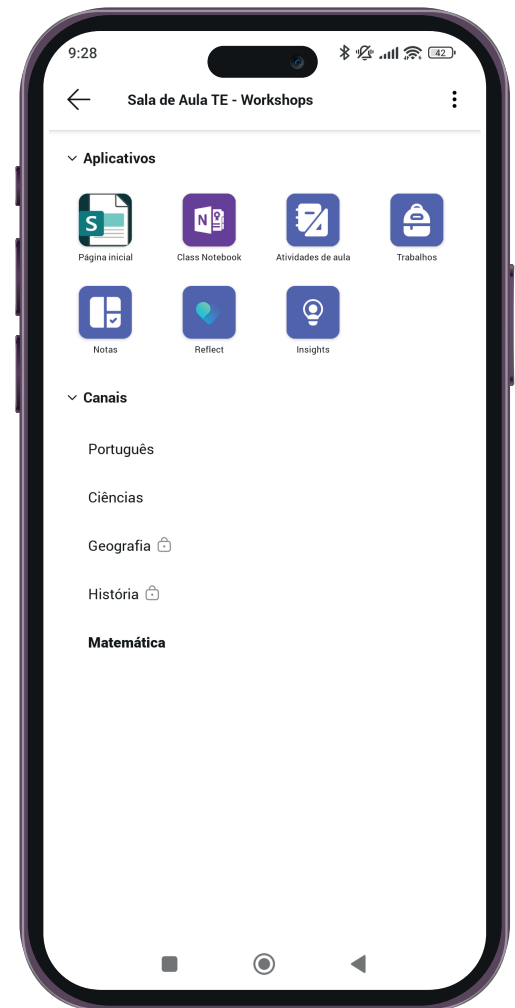 9:28
42
Sala de Aula TE - Workshops
Aplicativos
S
N
Página inicial
Class Notebook
Atividades de aula
Trabalhos
Notas
Reflect
Insights
Canais
Português
Ciências
Geografia
História
Matemática